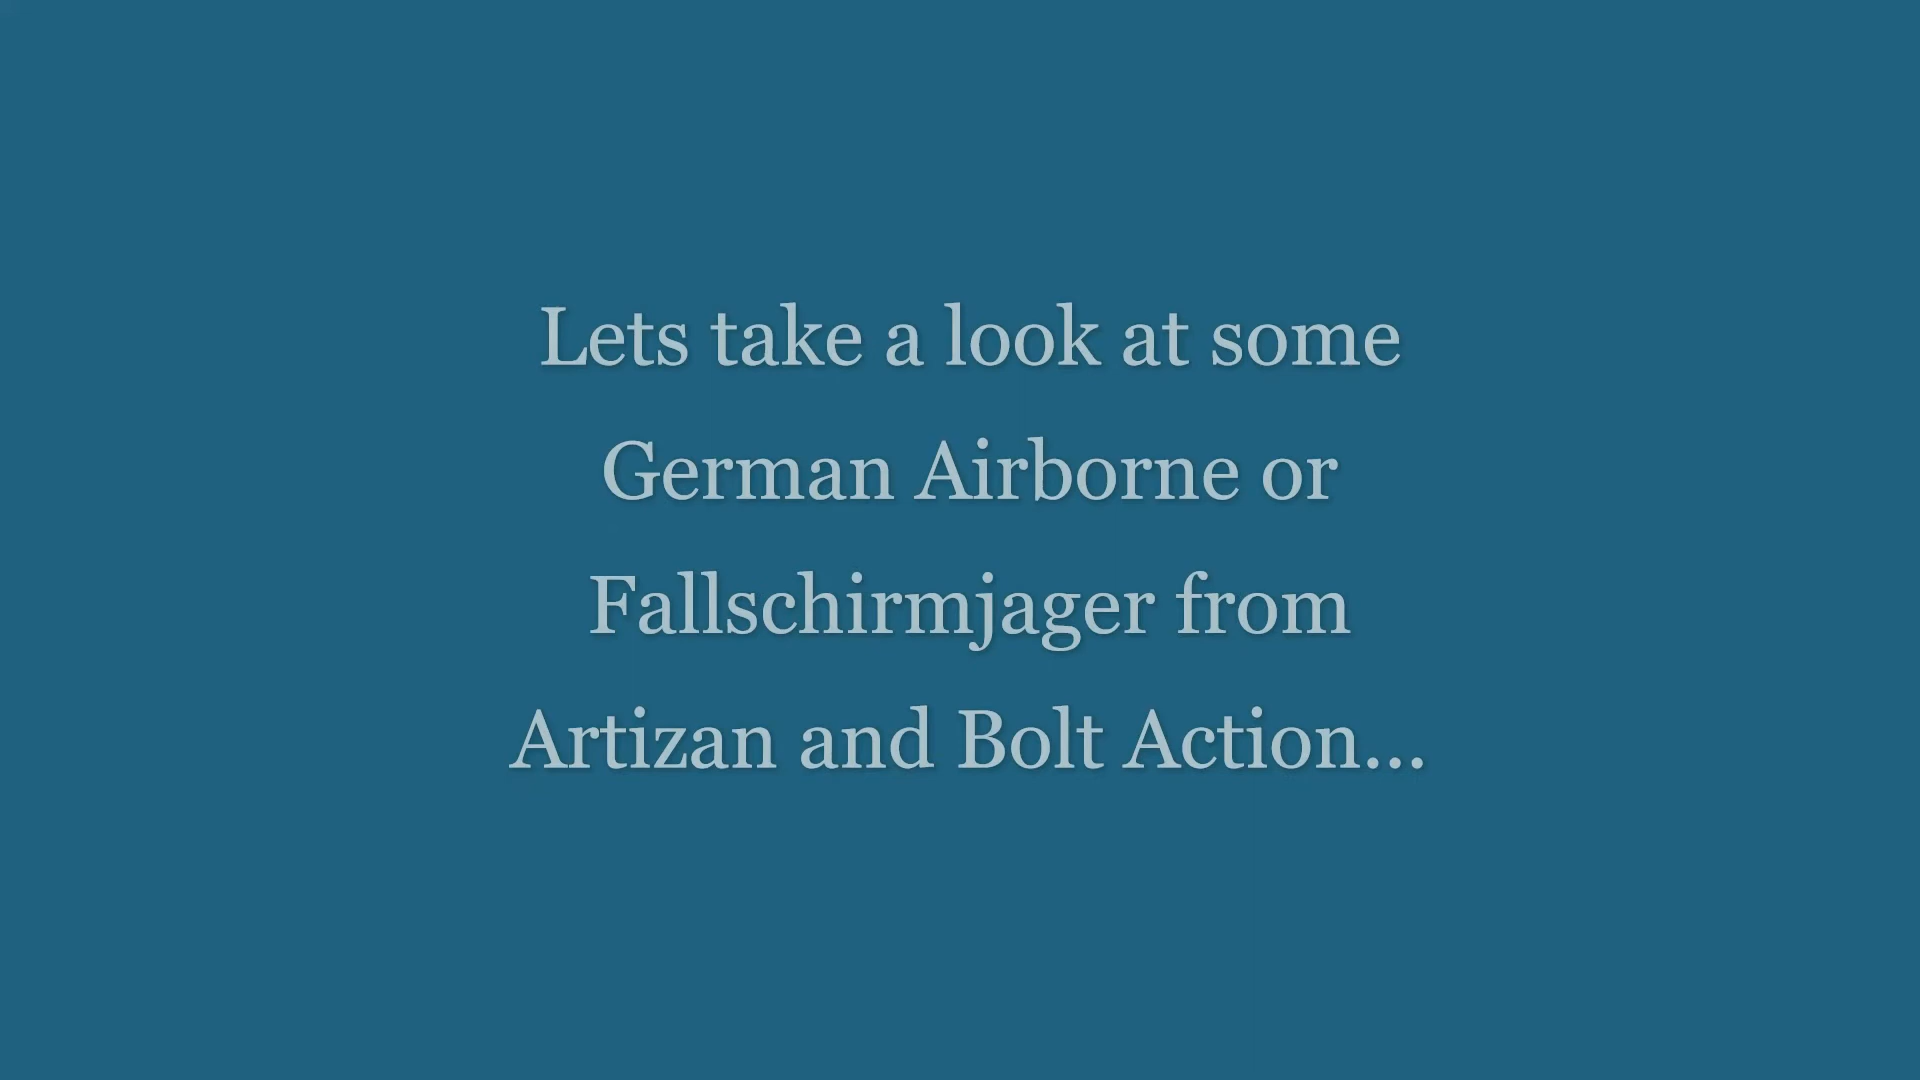 Lets take a look at some
German Airborne or
Fallschirmjager from
Artizan and Bolt Action...